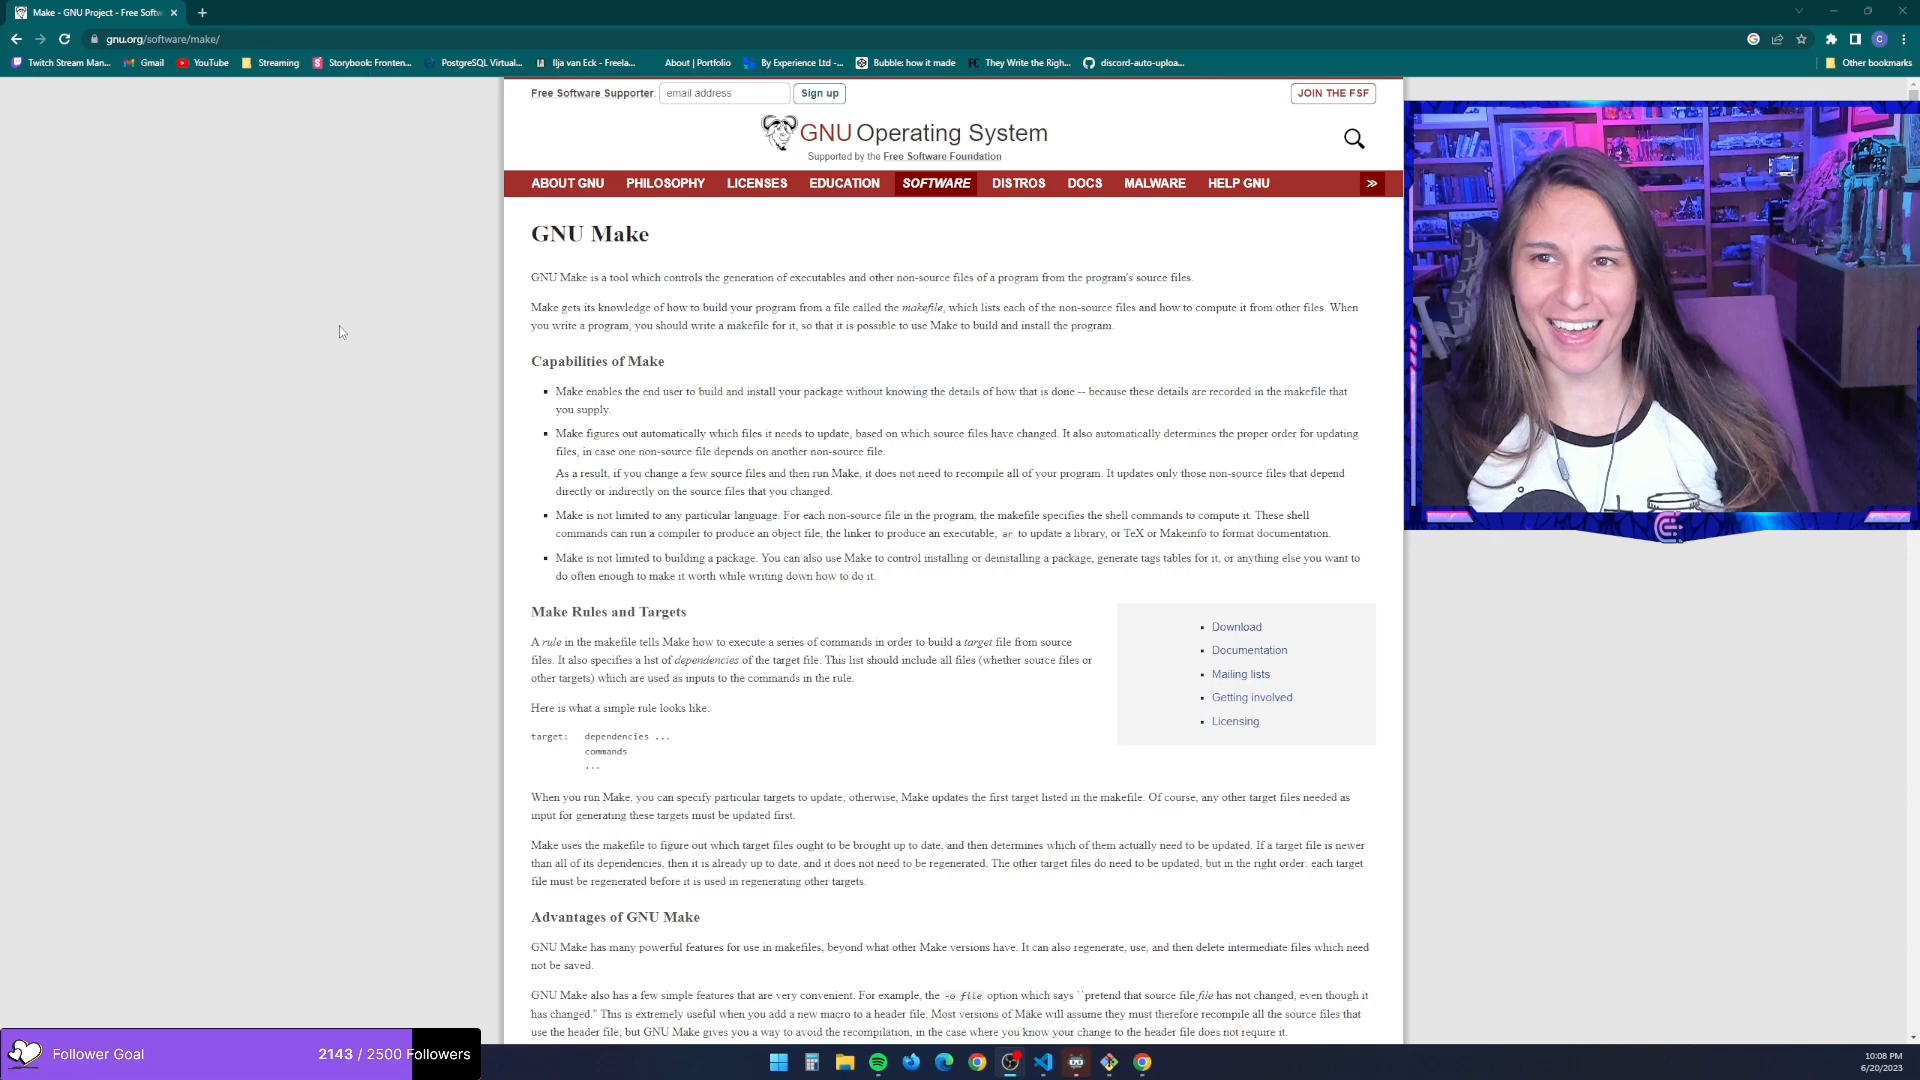 Make - GNU Project - Free Softw
gnu.org/software/make/
Twitch Stream Man...
Gmail
YouTube
Streaming
Storybook: Fronten...
PostgreSQL Virtual...
Ilja van Eck - Freela...
About | Portfolio
By Experience Ltd -...
Bubble: how it made
They Write the Righ...
discord-auto-uploa...
Other bookmarks
Free Software Supporter: email address Sign up
JOIN THE FSF
GNU Operating System
Supported by the Free Software Foundation
ABOUT GNU PHILOSOPHY LICENSES EDUCATION SOFTWARE DISTROS DOCS MALWARE HELP GNU »
GNU Make
GNU Make is a tool which controls the generation of executables and other non-source files of a program from the program's source files.
Make gets its knowledge of how to build your program from a file called the makefile, which lists each of the non-source files and how to compute it from other files. When
you write a program, you should write a makefile for it, so that it is possible to use Make to build and install the program.
Capabilities of Make
Make enables the end user to build and install your package without knowing the details of how that is done -- because these details are recorded in the makefile that
you supply.
Make figures out automatically which files it needs to update, based on which source files have changed. It also automatically determines the proper order for updating
files, in case one non-source file depends on another non-source file.
As a result, if you change a few source files and then run Make, it does not need to recompile all of your program. It updates only those non-source files that depend
directly or indirectly on the source files that you changed.
Make is not limited to any particular language. For each non-source file in the program, the makefile specifies the shell commands to compute it. These shell
commands can run a compiler to produce an object file, the linker to produce an executable, ar to update a library, or TeX or Makeinfo to format documentation.
Make is not limited to building a package. You can also use Make to control installing or deinstalling a package, generate tags tables for it, or anything else you want to
do often enough to make it worth while writing down how to do it.
Make Rules and Targets
A rule in the makefile tells Make how to execute a series of commands in order to build a target file from source
files. It also specifies a list of dependencies of the target file. This list should include all files (whether source files or
other targets) which are used as inputs to the commands in the rule.
Here is what a simple rule looks like:
target: dependencies ...
commands
...
Download
Documentation
Mailing lists
Getting involved
Licensing
When you run Make, you can specify particular targets to update; otherwise, Make updates the first target listed in the makefile. Of course, any other target files needed as
input for generating these targets must be updated first.
Make uses the makefile to figure out which target files ought to be brought up to date, and then determines which of them actually need to be updated. If a target file is newer
than all of its dependencies, then it is already up to date, and it does not need to be regenerated. The other target files do need to be updated, but in the right order: each target
file must be regenerated before it is used in regenerating other targets.
Advantages of GNU Make
GNU Make has many powerful features for use in makefiles, beyond what other Make versions have. It can also regenerate, use, and then delete intermediate files which need
not be saved.
GNU Make also has a few simple features that are very convenient. For example, the -o file option which says ``pretend that source file file has not changed, even though it
has changed.'' This is extremely useful when you add a new macro to a header file. Most versions of Make will assume they must therefore recompile all the source files that
use the header file; but GNU Make gives you a way to avoid the recompilation, in the case where you know your change to the header file does not require it.
Follower Goal 2143 / 2500 Followers
10:08 PM
6/20/2023